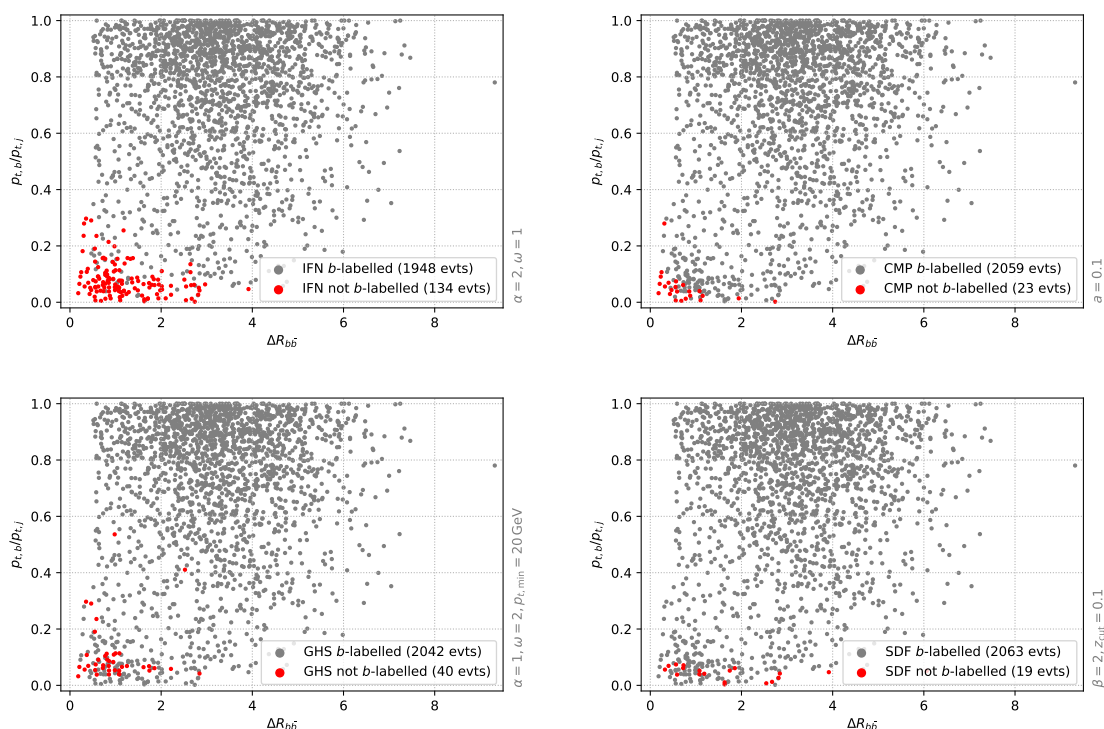 1.0
0.8
0.6
0.4
0.2
0.0
p_{t,b}/p_{t,j}
0 2 4 6 8
ΔR_{bb̄}
IFN b-labelled (1948 evts)
IFN not b-labelled (134 evts)
α = 2, ω = 1
1.0
0.8
0.6
0.4
0.2
0.0
p_{t,b}/p_{t,j}
0 2 4 6 8
ΔR_{bb̄}
CMP b-labelled (2059 evts)
CMP not b-labelled (23 evts)
a = 0.1
1.0
0.8
0.6
0.4
0.2
0.0
p_{t,b}/p_{t,j}
0 2 4 6 8
ΔR_{bb̄}
GHS b-labelled (2042 evts)
GHS not b-labelled (40 evts)
α = 1, ω = 2, p_{t,min} = 20 GeV
1.0
0.8
0.6
0.4
0.2
0.0
p_{t,b}/p_{t,j}
0 2 4 6 8
ΔR_{bb̄}
SDF b-labelled (2063 evts)
SDF not b-labelled (19 evts)
β = 2, z_{cut} = 0.1